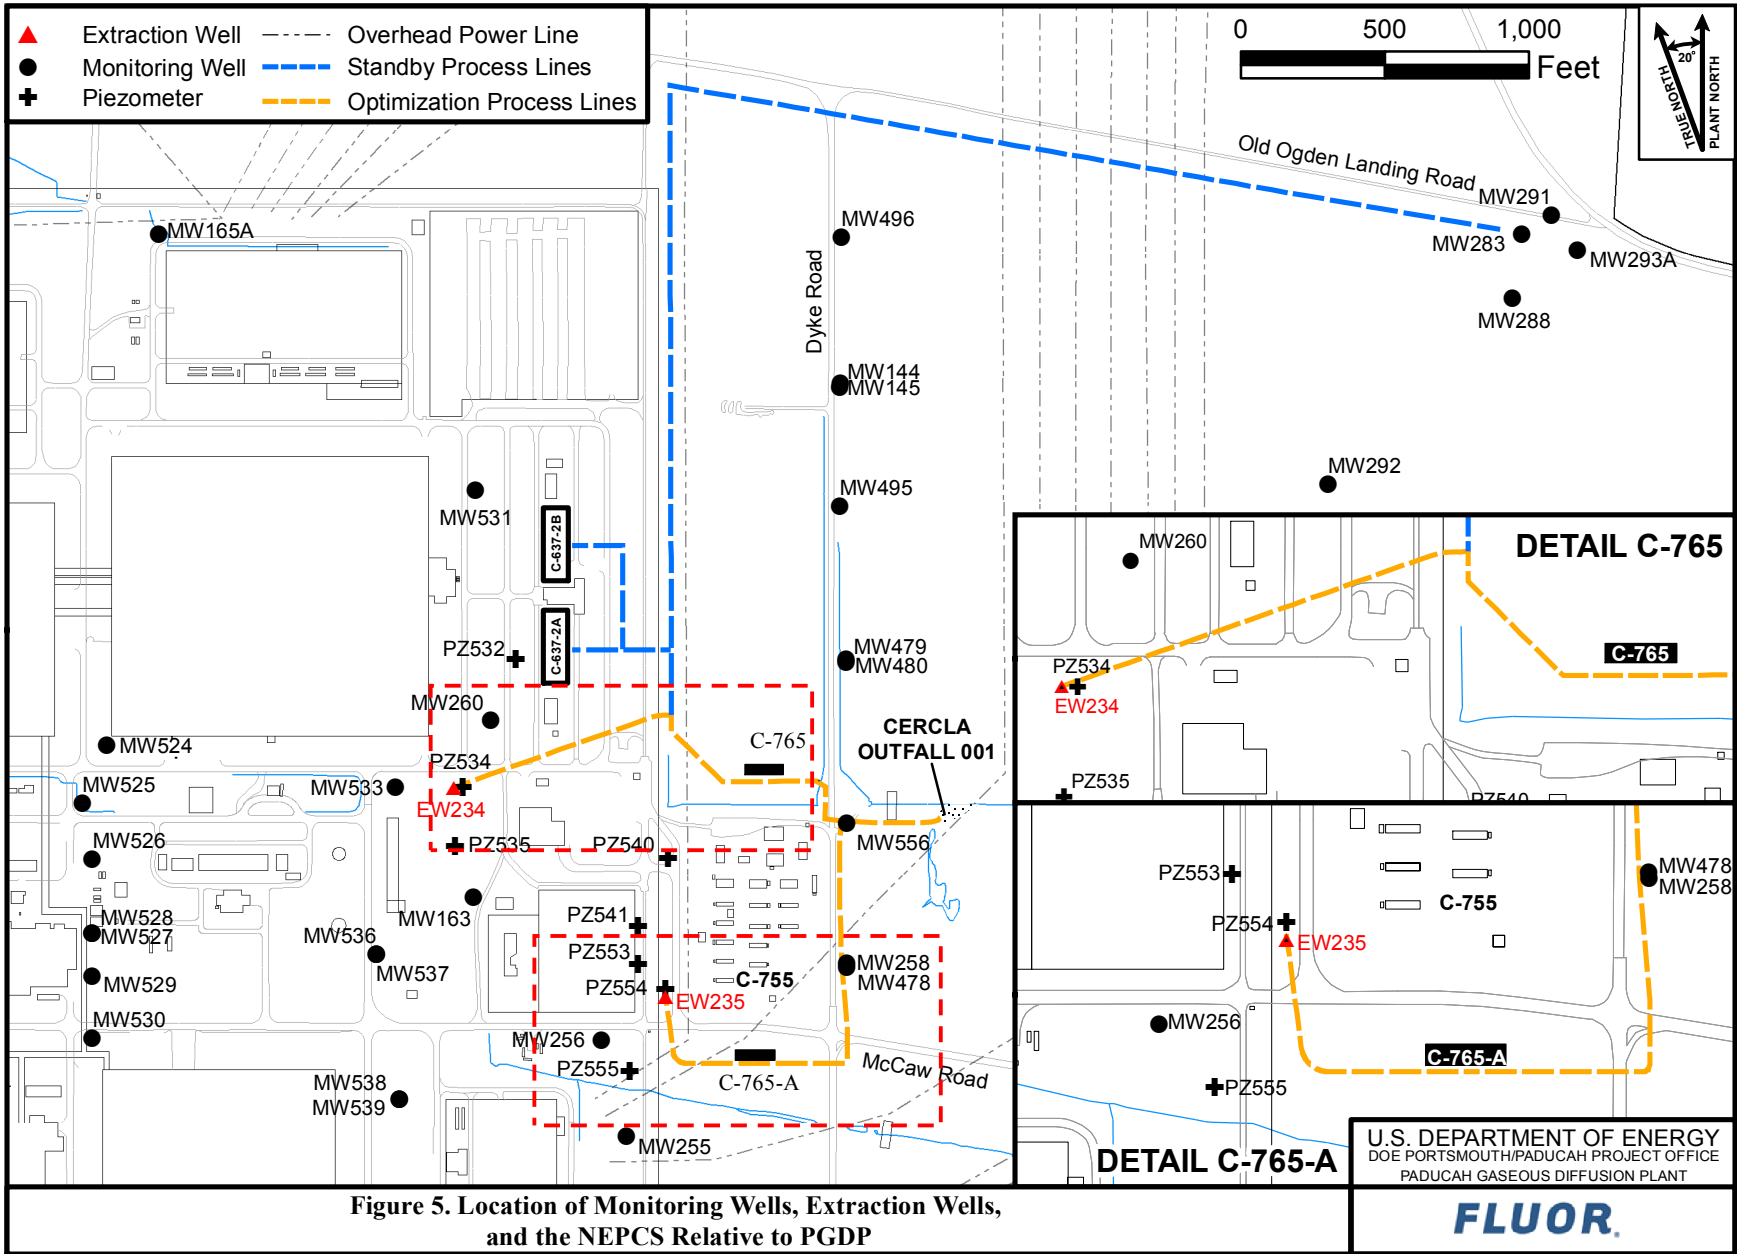 Extraction Well
Overhead Power Line
Monitoring Well
Standby Process Lines
Piezometer
Optimization Process Lines
0
500
1,000
Feet
20°
TRUE NORTH
PLANT NORTH
Old Ogden Landing Road
MW291
MW283
MW293A
MW288
MW165A
MW496
Dyke Road
MW144
MW145
MW292
MW495
MW531
C-637-2B
C-637-2A
PZ532
MW479
MW480
MW260
CERCLA
OUTFALL 001
C-765
MW524
PZ534
MW525
MW533
EW234
MW526
PZ535
PZ540
MW556
MW528
MW527
MW163
PZ541
MW536
MW537
PZ553
MW258
MW478
C-755
MW529
PZ554
EW235
MW530
MW256
PZ555
C-765-A
McCaw Road
MW538
MW539
MW255
DETAIL C-765
MW260
C-765
PZ534
EW234
PZ535
PZ540
PZ553
C-755
MW478
MW258
PZ554
EW235
MW256
C-765-A
PZ555
DETAIL C-765-A
U.S. DEPARTMENT OF ENERGY
DOE PORTSMOUTH/PADUCAH PROJECT OFFICE
PADUCAH GASEOUS DIFFUSION PLANT
Figure 5. Location of Monitoring Wells, Extraction Wells,
and the NEPCS Relative to PGDP
FLUOR.